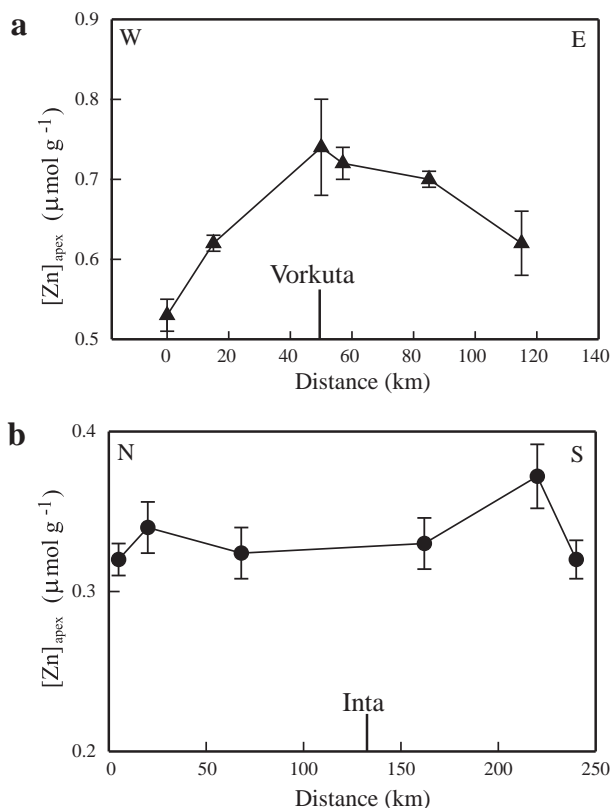 a
W E
0.9
0.8
0.7
0.6
0.5
[Zn]apex (μmol g -1)
Vorkuta
0 20 40 60 80 100 120 140
Distance (km)
b
N S
0.4
0.3
0.2
[Zn]apex (μmol g -1)
Inta
0 50 100 150 200 250
Distance (km)